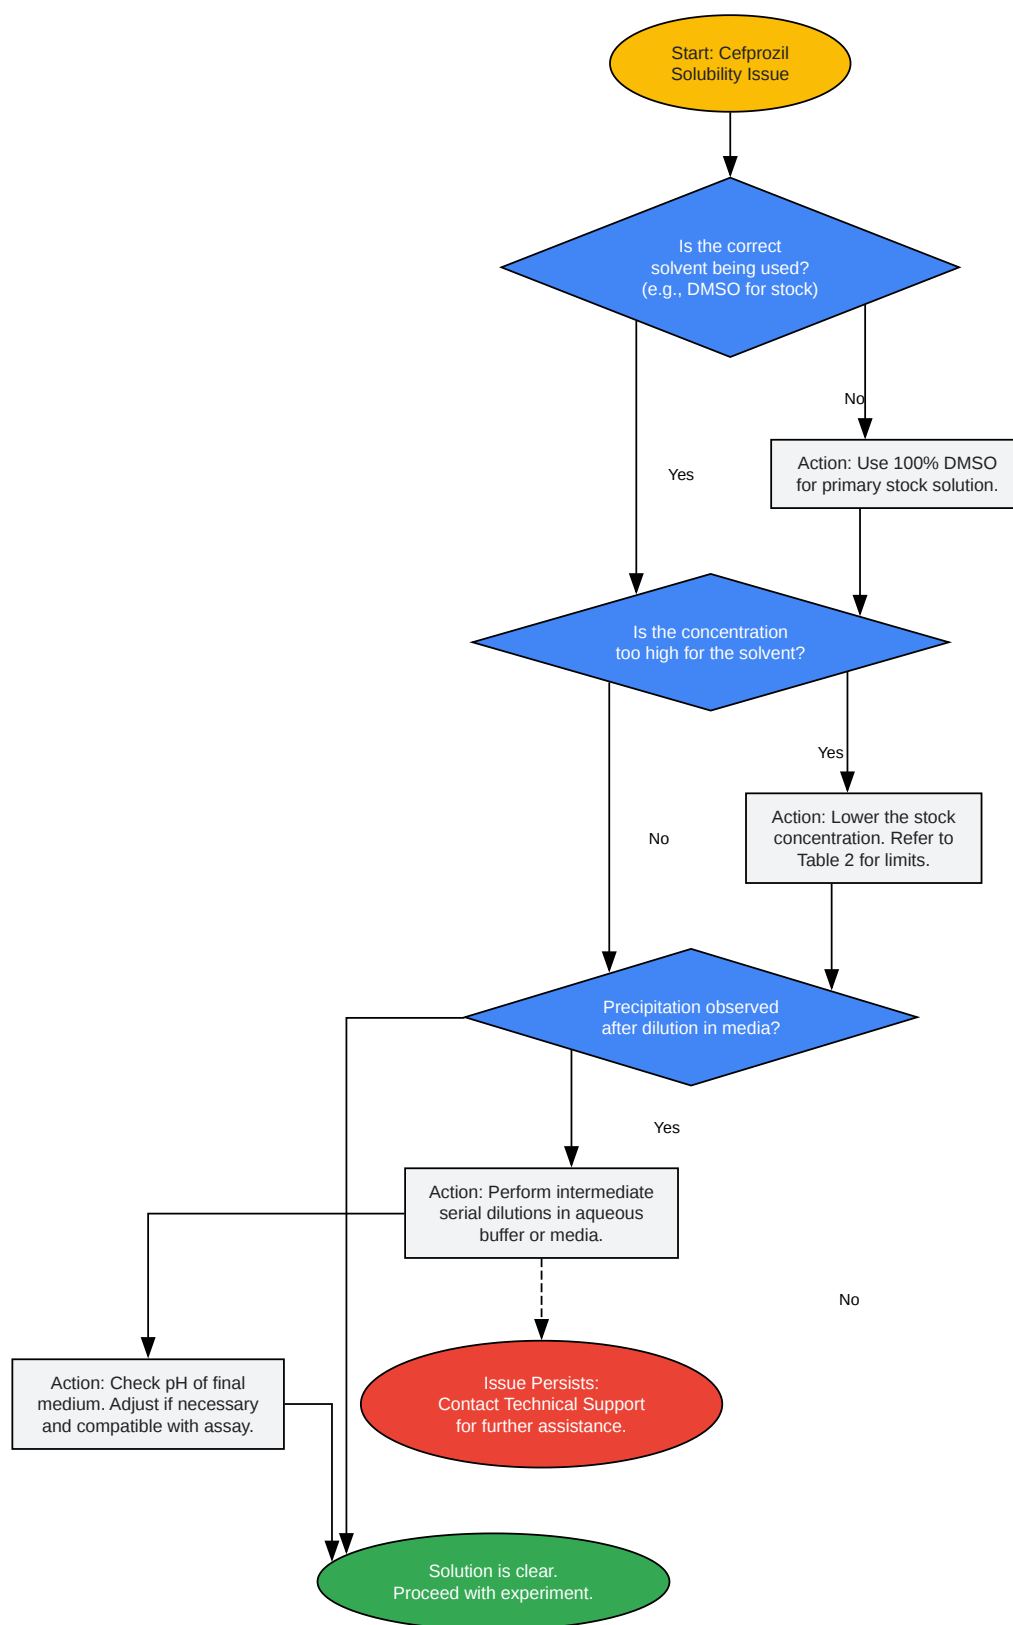 Start: Cefprozil
Solubility Issue
Is the correct
solvent being used?
(e.g., DMSO for stock)
No
Action: Use 100% DMSO
for primary stock solution.
Yes
Is the concentration
too high for the solvent?
Yes
Action: Lower the stock
concentration. Refer to
Table 2 for limits.
No
Precipitation observed
after dilution in media?
Yes
Action: Perform intermediate
serial dilutions in aqueous
buffer or media.
No
Action: Check pH of final
medium. Adjust if necessary
and compatible with assay.
Issue Persists:
Contact Technical Support
for further assistance.
Solution is clear.
Proceed with experiment.